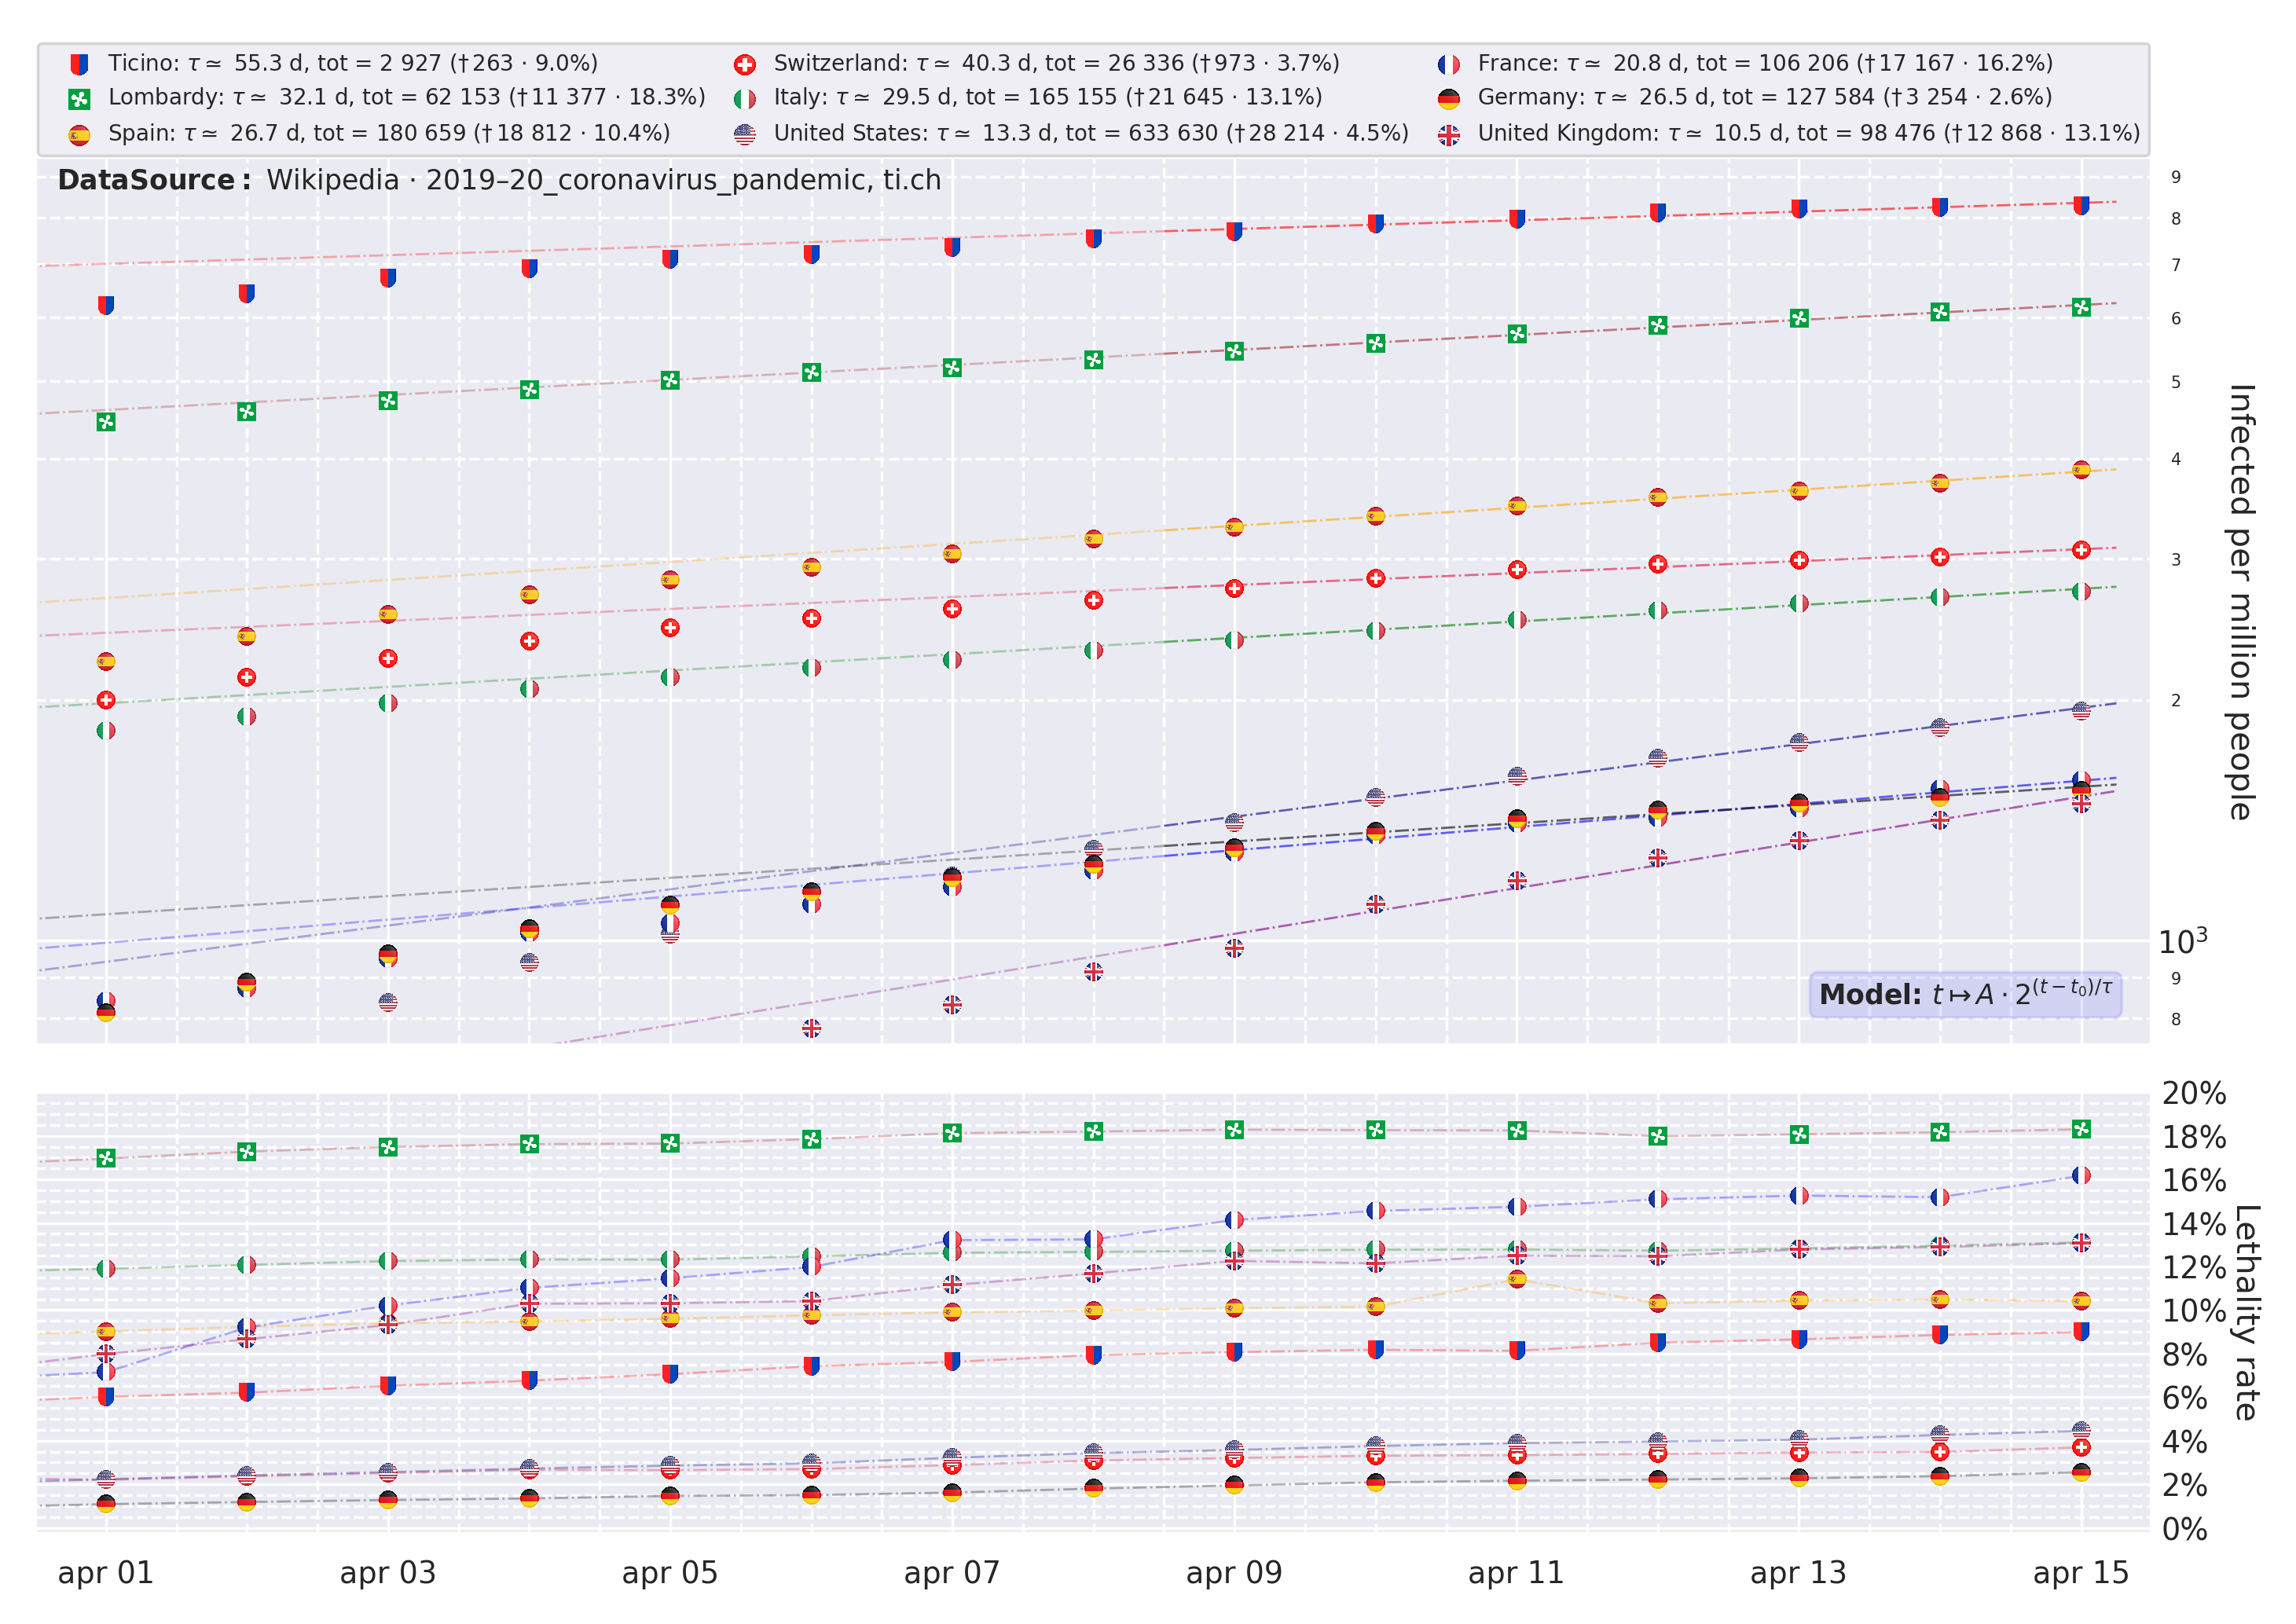 Ticino: τ ≃ 55.3 d, tot = 2 927 (†263 · 9.0%)
Lombardy: τ ≃ 32.1 d, tot = 62 153 (†11 377 · 18.3%)
Spain: τ ≃ 26.7 d, tot = 180 659 (†18 812 · 10.4%)
Switzerland: τ ≃ 40.3 d, tot = 26 336 (†973 · 3.7%)
Italy: τ ≃ 29.5 d, tot = 165 155 (†21 645 · 13.1%)
United States: τ ≃ 13.3 d, tot = 633 630 (†28 214 · 4.5%)
France: τ ≃ 20.8 d, tot = 106 206 (†17 167 · 16.2%)
Germany: τ ≃ 26.5 d, tot = 127 584 (†3 254 · 2.6%)
United Kingdom: τ ≃ 10.5 d, tot = 98 476 (†12 868 · 13.1%)
DataSource: Wikipedia · 2019–20_coronavirus_pandemic, ti.ch
9
8
7
6
5
4
3
2
10³
9
8
Infected per million people
Model: t ↦ A · 2^{(t − t₀)/τ}
20%
18%
16%
14%
12%
10%
8%
6%
4%
2%
0%
Lethality rate
apr 01
apr 03
apr 05
apr 07
apr 09
apr 11
apr 13
apr 15